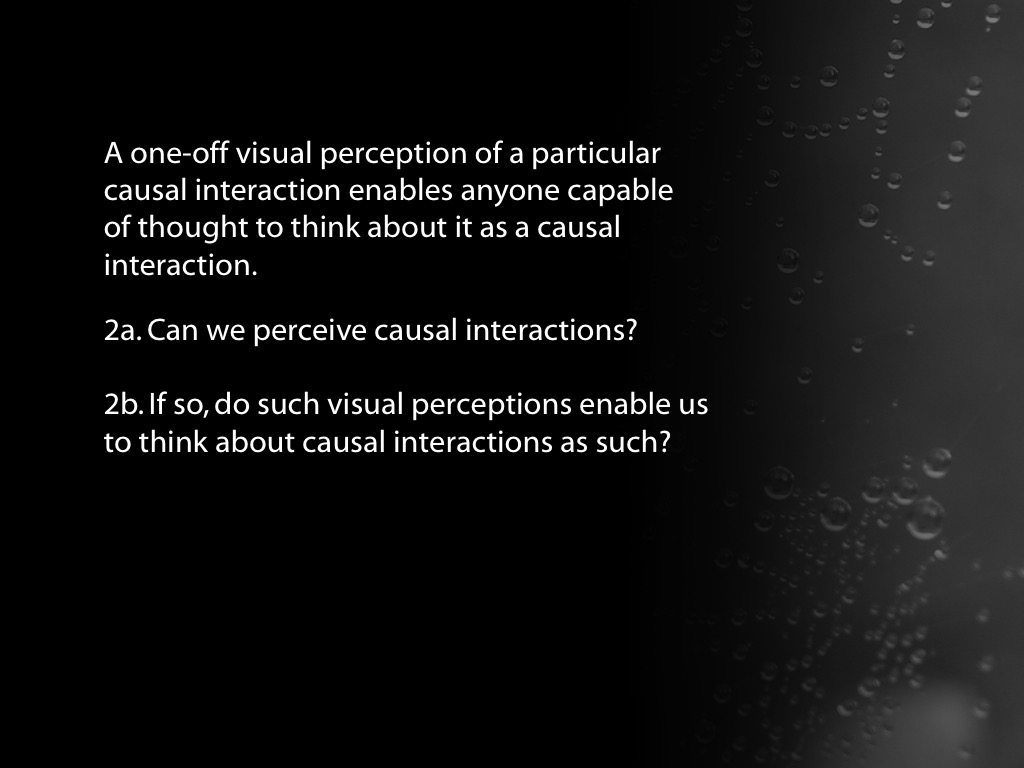 A one-off visual perception of a particular
causal interaction enables anyone capable
of thought to think about it as a causal
interaction.
2a. Can we perceive causal interactions?
2b. If so, do such visual perceptions enable us
to think about causal interactions as such?